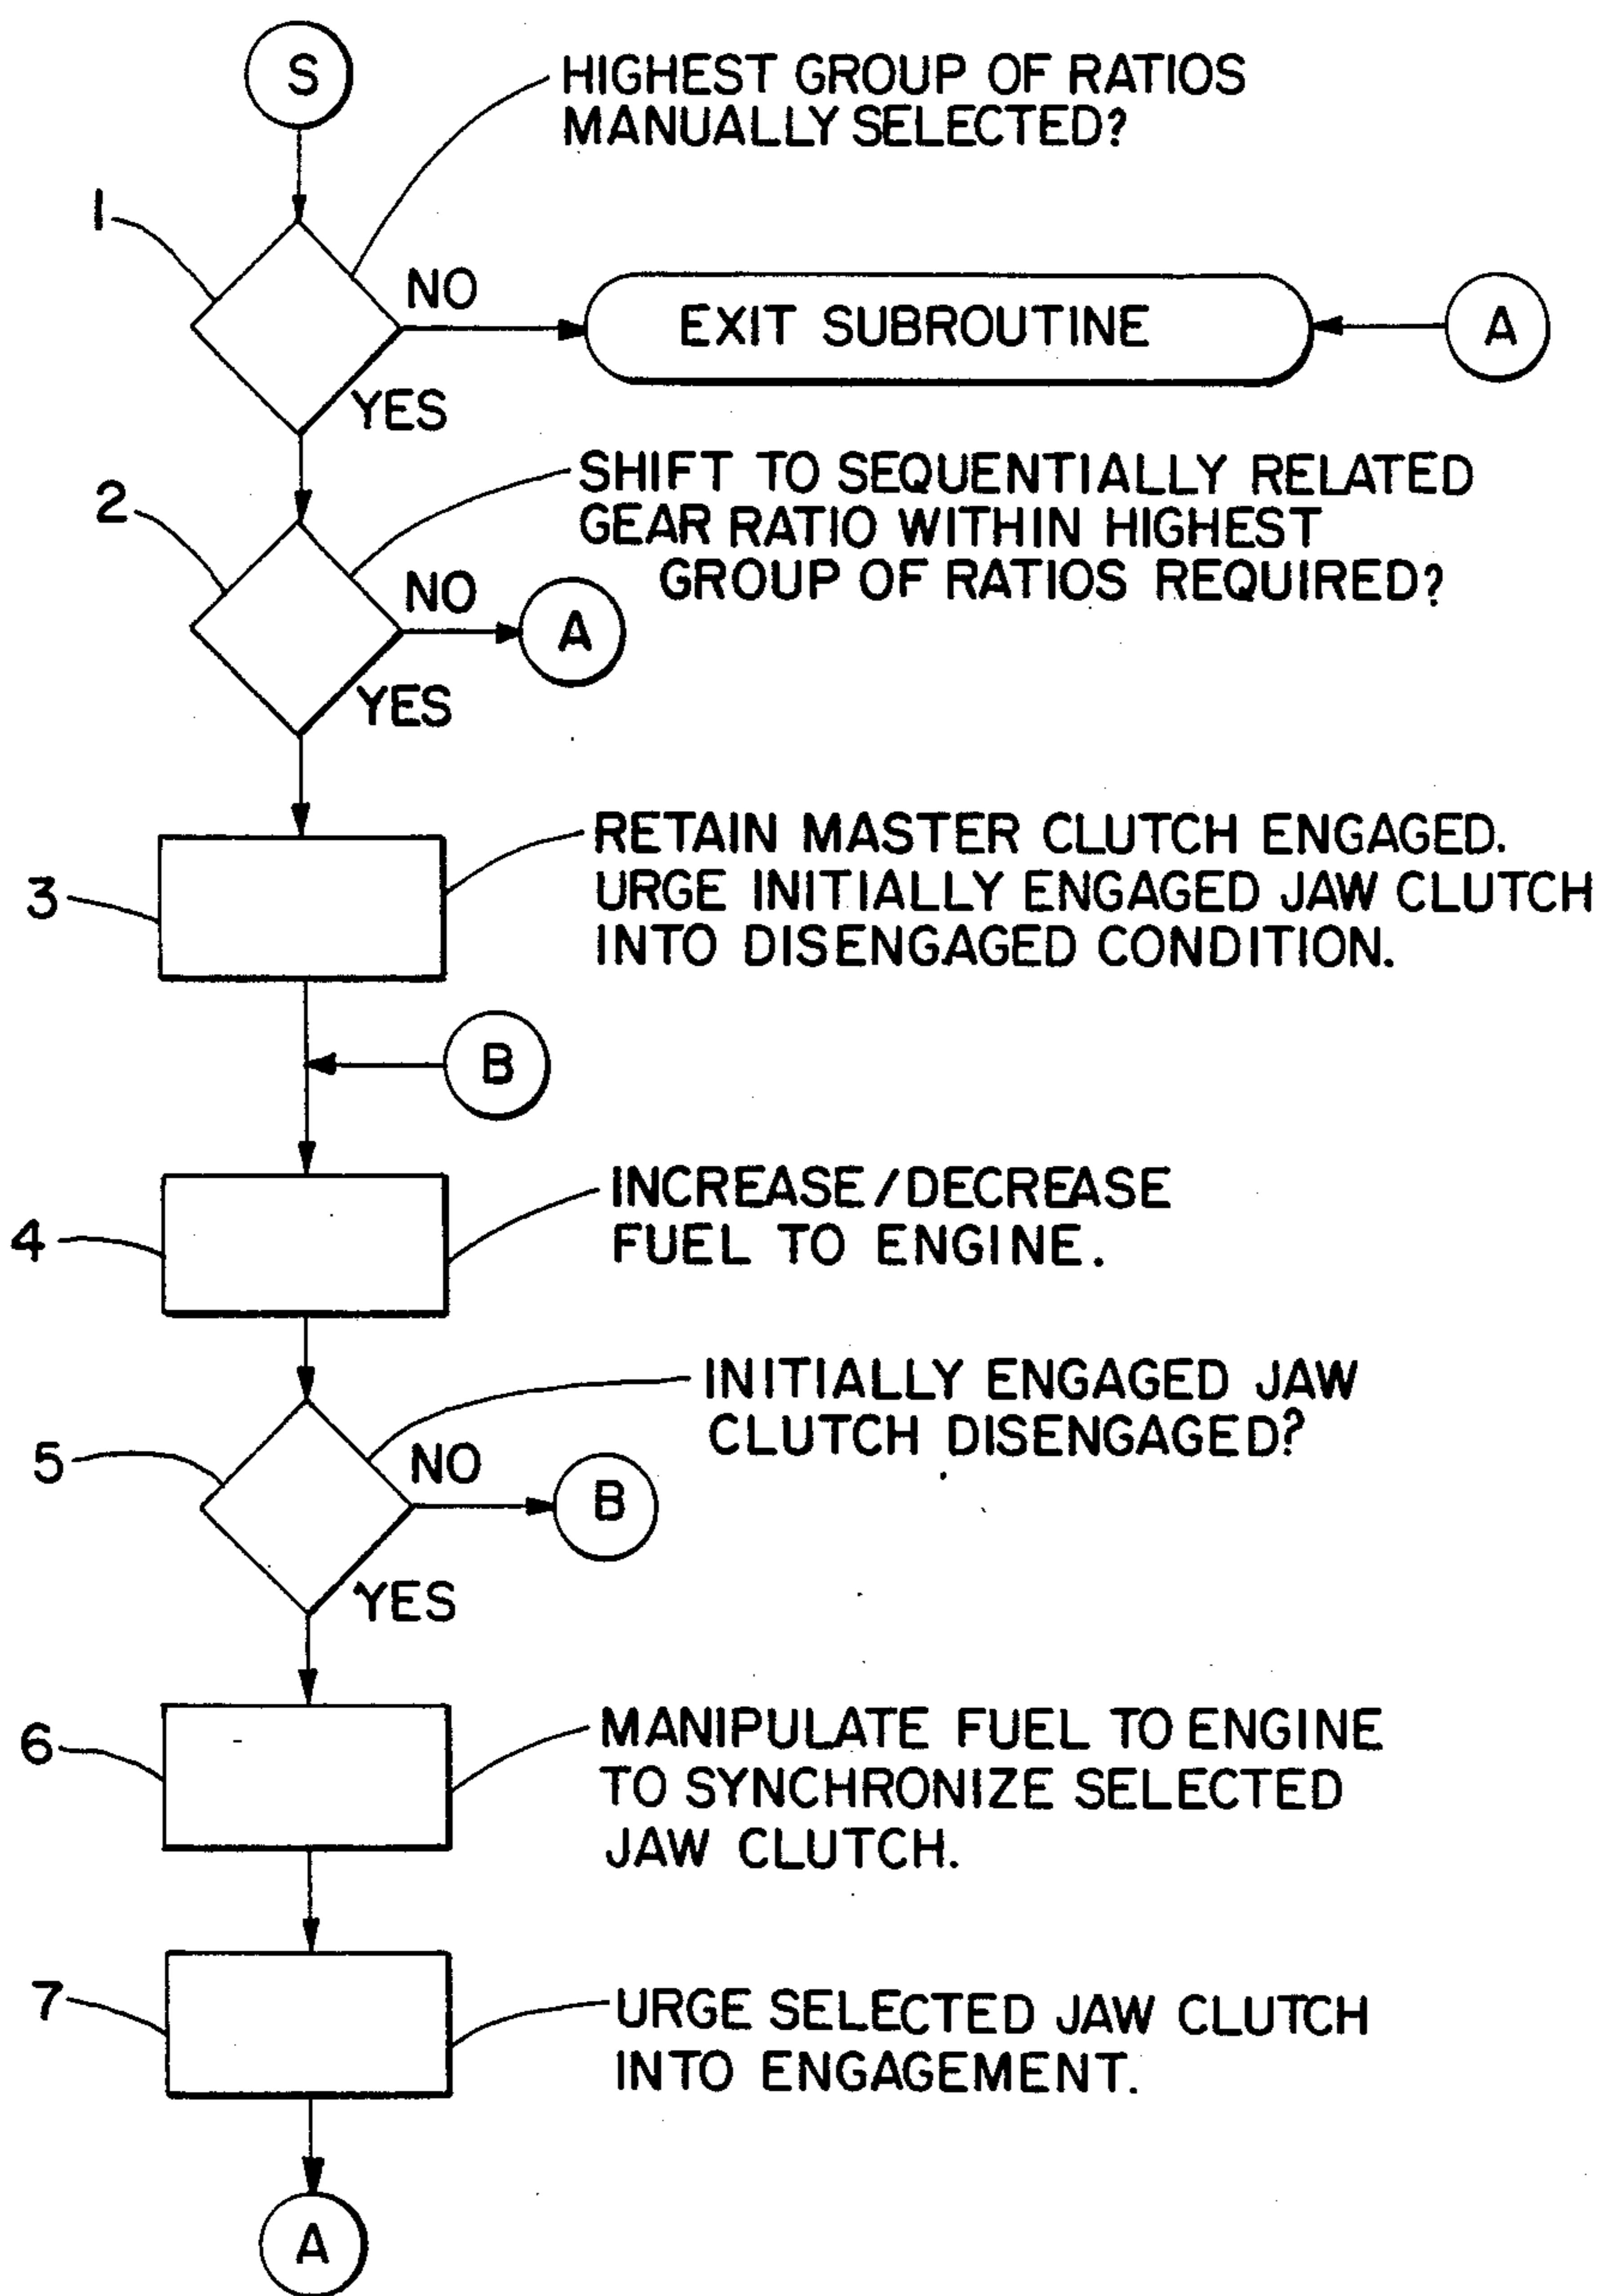 S
HIGHEST GROUP OF RATIOS
MANUALLY SELECTED?
1
NO
EXIT SUBROUTINE
A
YES
2
SHIFT TO SEQUENTIALLY RELATED
GEAR RATIO WITHIN HIGHEST
GROUP OF RATIOS REQUIRED?
NO
A
YES
3
RETAIN MASTER CLUTCH ENGAGED.
URGE INITIALLY ENGAGED JAW CLUTCH
INTO DISENGAGED CONDITION.
B
4
INCREASE/DECREASE
FUEL TO ENGINE.
5
INITIALLY ENGAGED JAW
CLUTCH DISENGAGED?
NO
B
YES
6
MANIPULATE FUEL TO ENGINE
TO SYNCHRONIZE SELECTED
JAW CLUTCH.
7
URGE SELECTED JAW CLUTCH
INTO ENGAGEMENT.
A